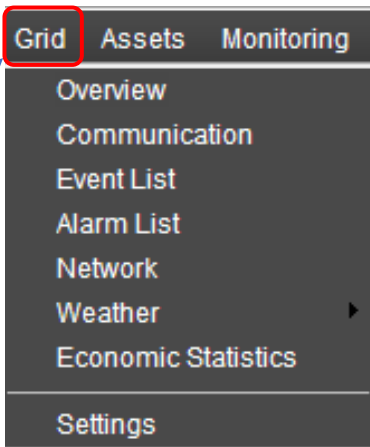 Grid Assets Monitoring
Overview
Communication
Event List
Alarm List
Network
Weather
Economic Statistics
Settings